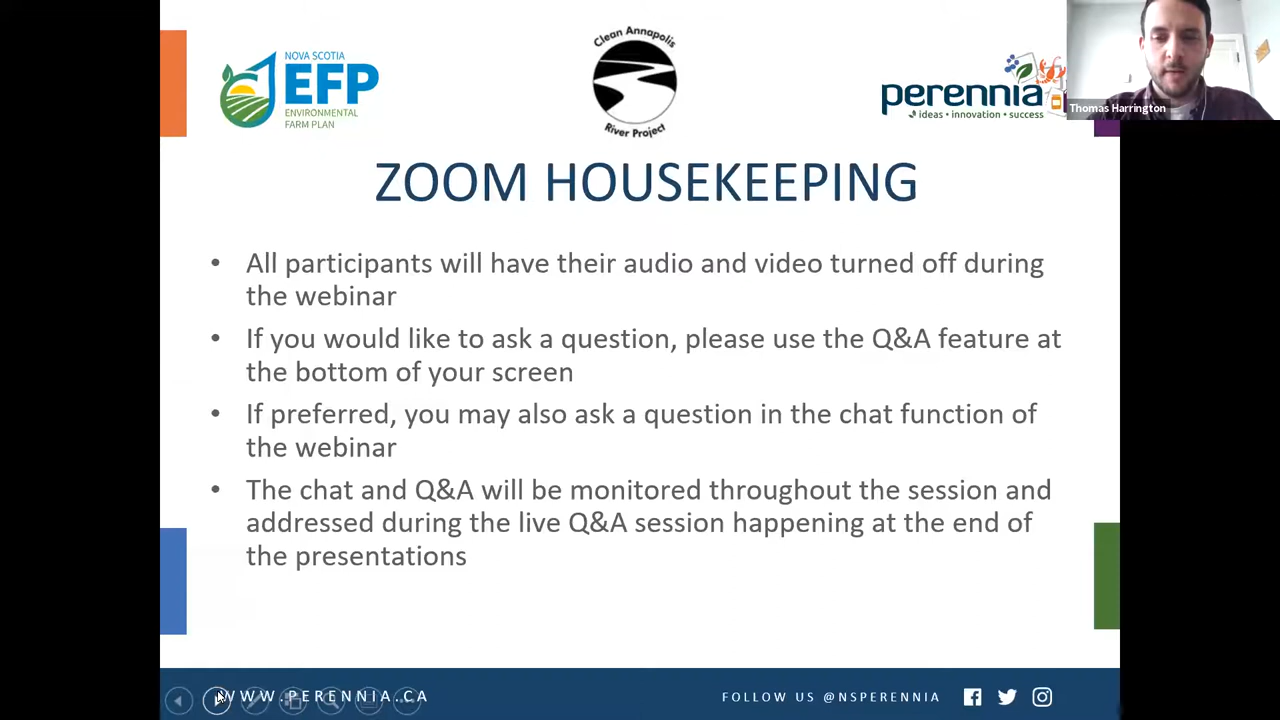 NOVA SCOTIA
EFP
ENVIRONMENTAL
FARM PLAN
Clean Annapolis
River Project
perennia
ideas • innovation • success
Thomas Harrington
ZOOM HOUSEKEEPING
• All participants will have their audio and video turned off during
the webinar
• If you would like to ask a question, please use the Q&A feature at
the bottom of your screen
• If preferred, you may also ask a question in the chat function of
the webinar
• The chat and Q&A will be monitored throughout the session and
addressed during the live Q&A session happening at the end of
the presentations
WWW.PERENNIA.CA
FOLLOW US @NSPERENNIA